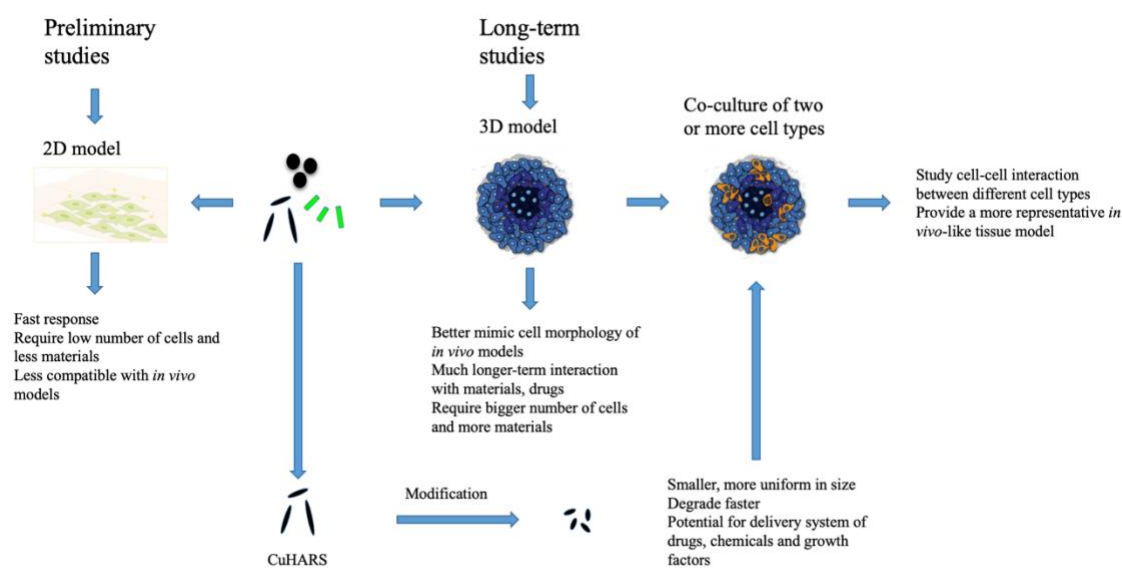 Preliminary
studies
Long-term
studies
2D model
3D model
Co-culture of two
or more cell types
Study cell-cell interaction
between different cell types
Provide a more representative in
vivo-like tissue model
Fast response
Require low number of cells and
less materials
Less compatible with in vivo
models
Better mimic cell morphology of
in vivo models
Much longer-term interaction
with materials, drugs
Require bigger number of cells
and more materials
Modification
CuHARS
Smaller, more uniform in size
Degrade faster
Potential for delivery system of
drugs, chemicals and growth
factors